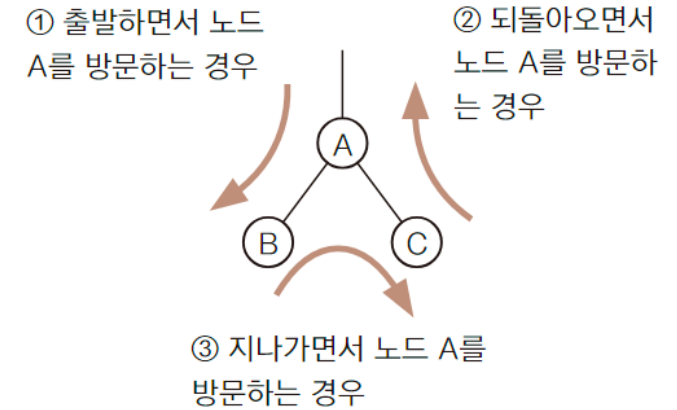 ① 출발하면서 노드
A를 방문하는 경우
② 되돌아오면서
노드 A를 방문하
는 경우
A
B
C
③ 지나가면서 노드 A를
방문하는 경우